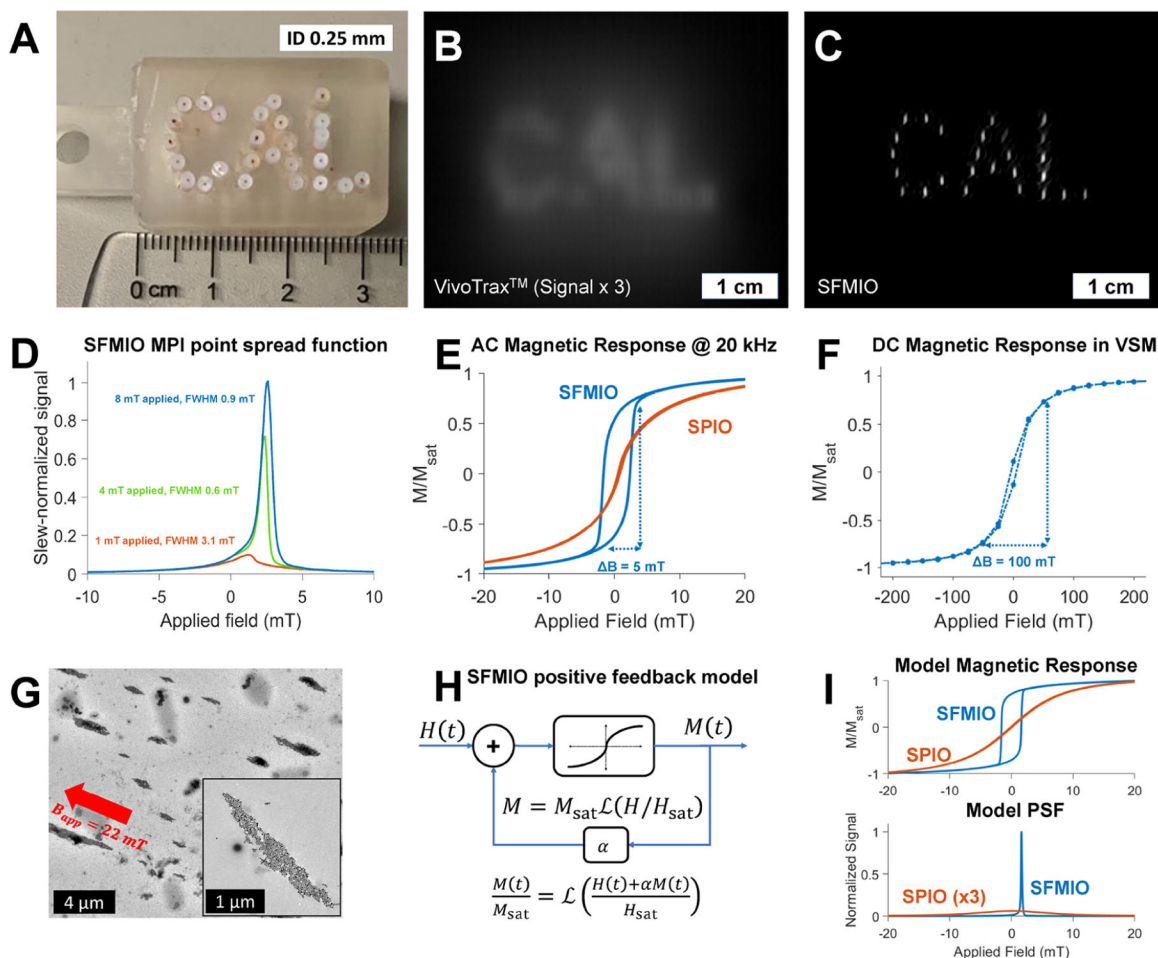 A
ID 0.25 mm
0 cm 1 2 3
B
VivoTrax™ (Signal x 3)
1 cm
C
SFMIO
1 cm
D
SFMIO MPI point spread function
8 mT applied, FWHM 0.9 mT
4 mT applied, FWHM 0.6 mT
1 mT applied, FWHM 3.1 mT
Slew-normalized signal
1
0.8
0.6
0.4
0.2
0
-10 -5 0 5 10
Applied field (mT)
E
AC Magnetic Response @ 20 kHz
SFMIO
SPIO
M/Msat
1
0.5
0
-0.5
-1
ΔB = 5 mT
-20 -10 0 10 20
Applied Field (mT)
F
DC Magnetic Response in VSM
M/Msat
1
0.5
0
-0.5
-1
ΔB = 100 mT
-200 -100 0 100 200
Applied Field (mT)
G
Bapp = 22 mT
4 μm
1 μm
H
SFMIO positive feedback model
H(t)
+
M(t)
M = Msatℒ(H/Hsat)
α
M(t)/Msat = ℒ(H(t)+αM(t)/Hsat)
I
Model Magnetic Response
M/Msat
1
0
-1
SFMIO
SPIO
-20 -10 0 10 20
Applied Field (mT)
Model PSF
Normalized Signal
1
0.5
0
SPIO (x3)
SFMIO
-20 -10 0 10 20
Applied Field (mT)